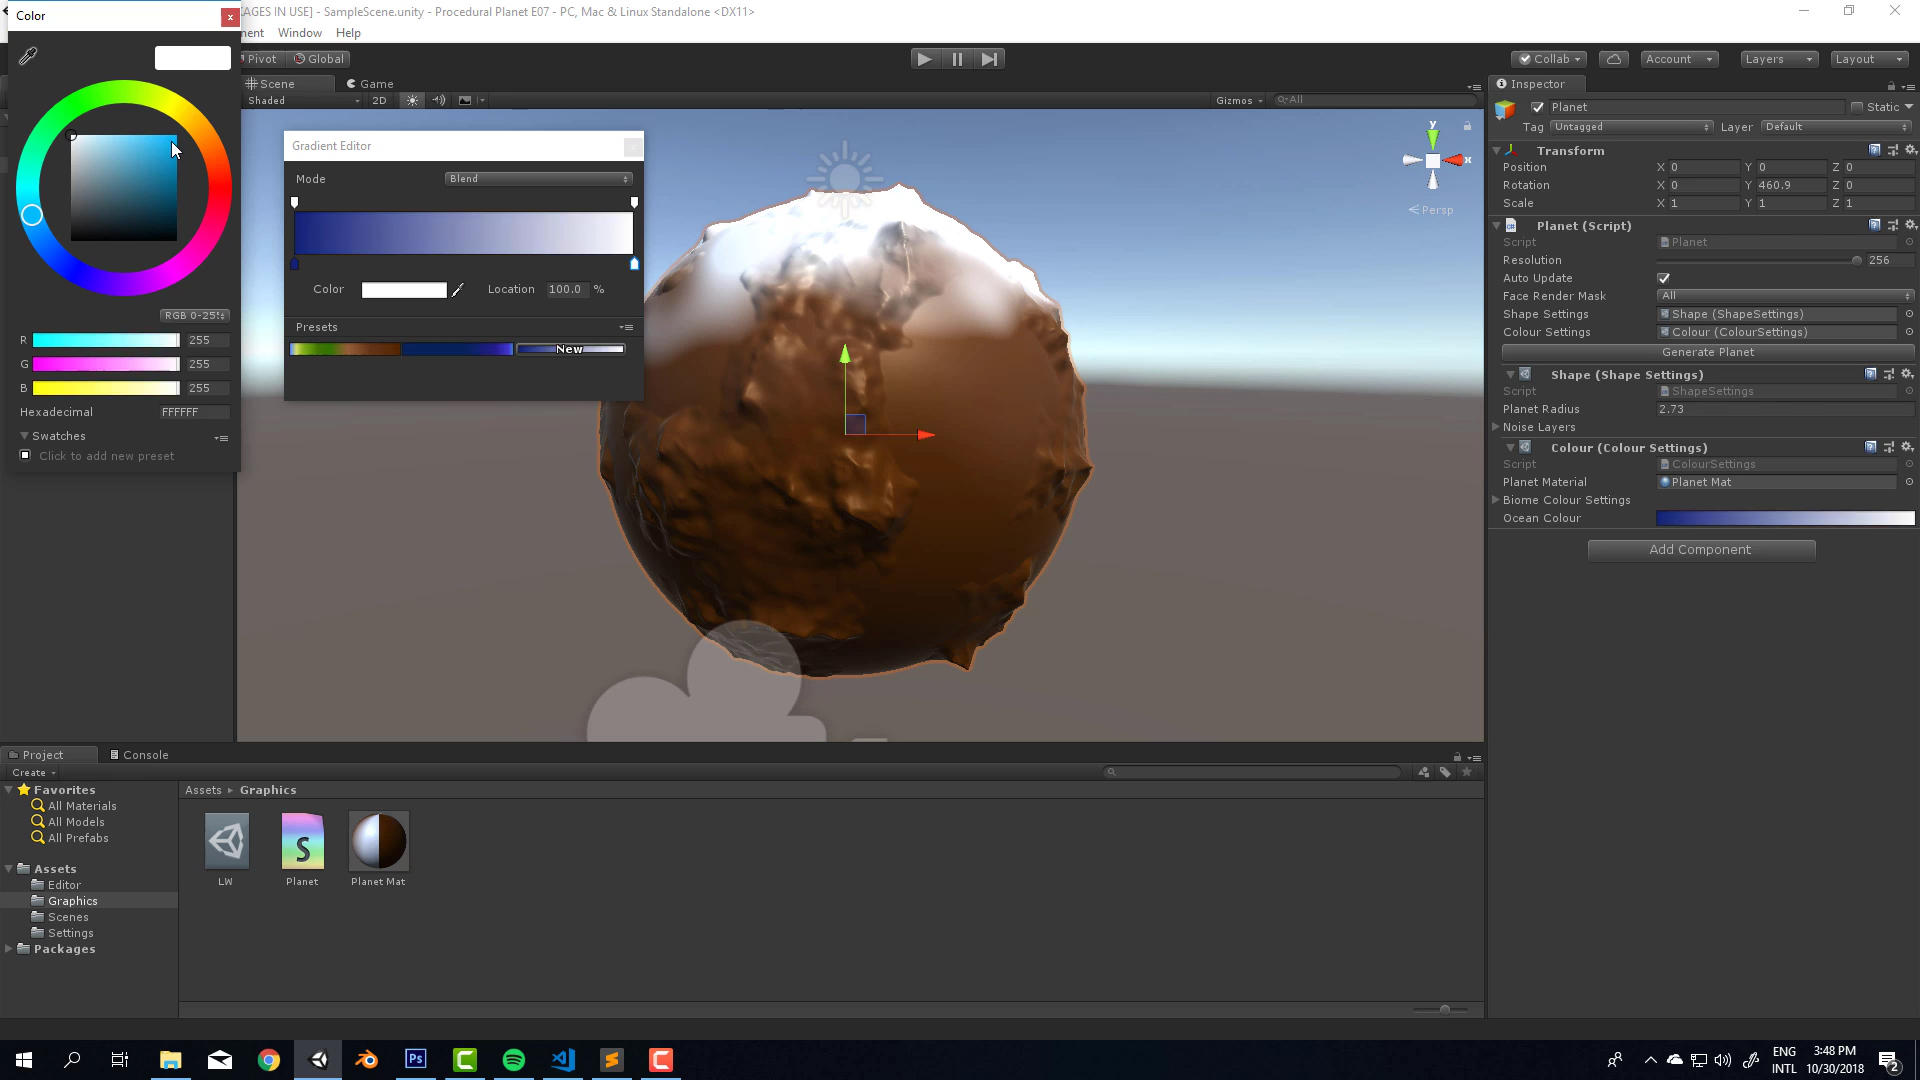 Color
x
AGES IN USE] - SampleScene.unity - Procedural Planet E07 - PC, Mac & Linux Standalone <DX11>
ment Window Help
Pivot Global
Collab Account Layers Layout
Scene Game
Shaded 2D Gizmos All
Gradient Editor
Mode Blend
Color Location 100.0 %
Presets
New
RGB 0-255
R 255
G 255
B 255
Hexadecimal FFFFFF
Swatches
Click to add new preset
y
x
Persp
Inspector
Planet Static
Tag Untagged Layer Default
Transform
Position X 0 Y 0 Z 0
Rotation X 0 Y 460.9 Z 0
Scale X 1 Y 1 Z 1
Planet (Script)
Script Planet
Resolution 256
Auto Update
Face Render Mask All
Shape Settings Shape (ShapeSettings)
Colour Settings Colour (ColourSettings)
Generate Planet
Shape (Shape Settings)
Script ShapeSettings
Planet Radius 2.73
Noise Layers
Colour (Colour Settings)
Script ColourSettings
Planet Material Planet Mat
Biome Colour Settings
Ocean Colour
Add Component
Project Console
Create
Favorites
All Materials
All Models
All Prefabs
Assets
Editor
Graphics
Scenes
Settings
Packages
Assets Graphics
S
LW Planet Planet Mat
Ps
ENG
INTL
3:48 PM
10/30/2018
2